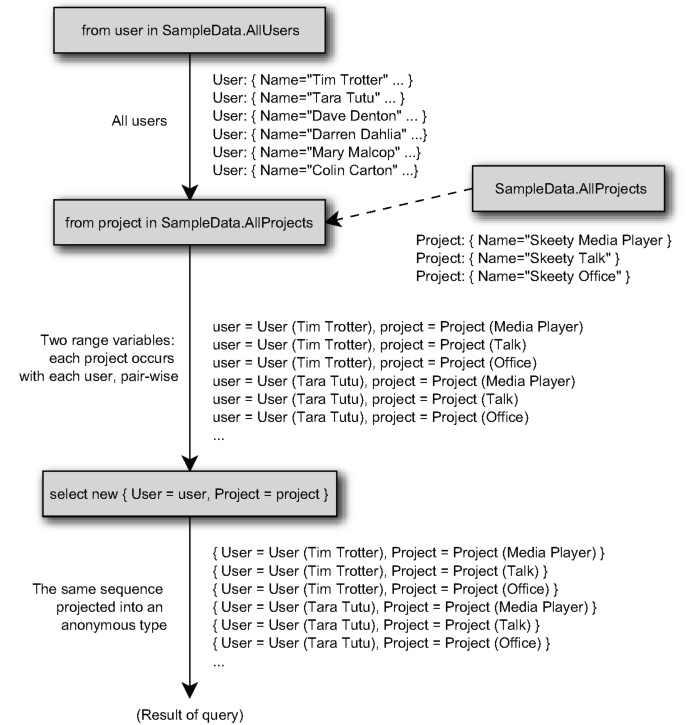 from user in SampleData.AllUsers
All users
User: { Name="Tim Trotter" ... }
User: { Name="Tara Tutu" ... }
User: { Name="Dave Denton" ... }
User: { Name="Darren Dahlia" ...}
User: { Name="Mary Malcop" ...}
User: { Name="Colin Carton" ...}
SampleData.AllProjects
from project in SampleData.AllProjects
Project: { Name="Skeety Media Player }
Project: { Name="Skeety Talk" }
Project: { Name="Skeety Office" }
Two range variables:
each project occurs
with each user, pair-wise
user = User (Tim Trotter), project = Project (Media Player)
user = User (Tim Trotter), project = Project (Talk)
user = User (Tim Trotter), project = Project (Office)
user = User (Tara Tutu), project = Project (Media Player)
user = User (Tara Tutu), project = Project (Talk)
user = User (Tara Tutu), project = Project (Office)
...
select new { User = user, Project = project }
The same sequence
projected into an
anonymous type
{ User = User (Tim Trotter), Project = Project (Media Player) }
{ User = User (Tim Trotter), Project = Project (Talk) }
{ User = User (Tim Trotter), Project = Project (Office) }
{ User = User (Tara Tutu), Project = Project (Media Player) }
{ User = User (Tara Tutu), Project = Project (Talk) }
{ User = User (Tara Tutu), Project = Project (Office) }
...
(Result of query)